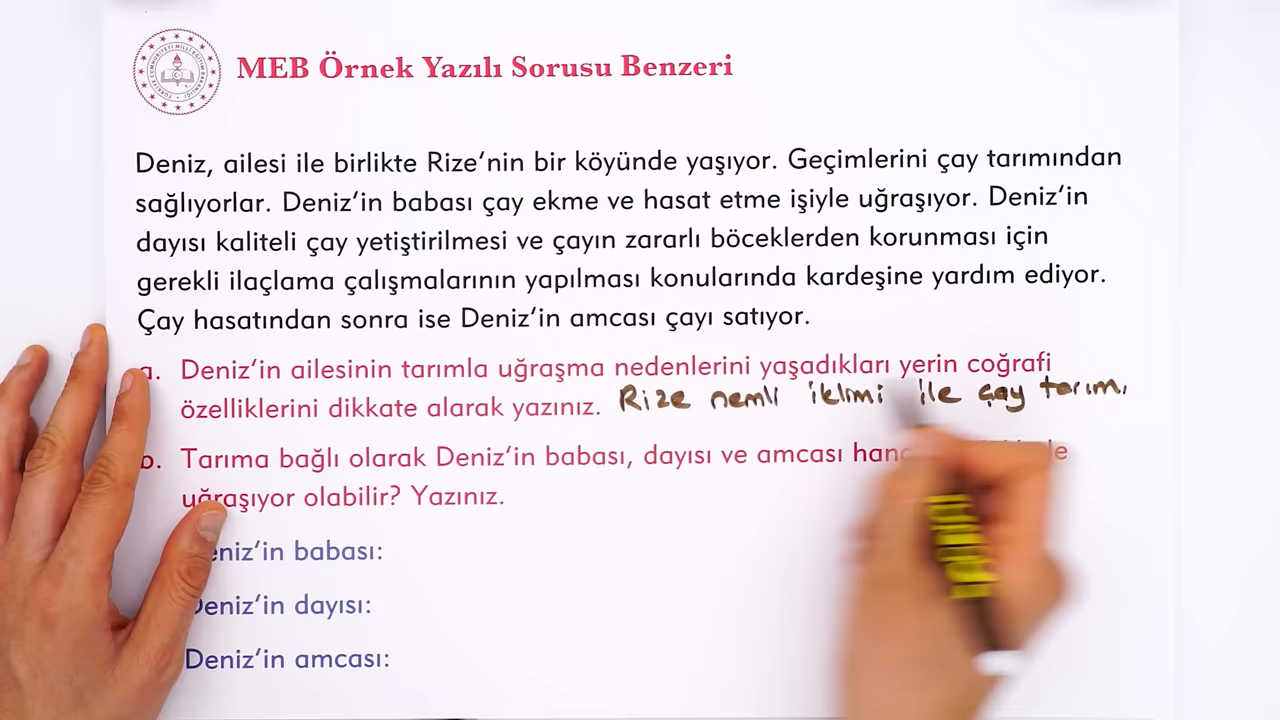 MEB Örnek Yazılı Sorusu Benzeri
Deniz, ailesi ile birlikte Rize'nin bir köyünde yaşıyor. Geçimlerini çay tarımından
sağlıyorlar. Deniz'in babası çay ekme ve hasat etme işiyle uğraşıyor. Deniz'in
dayısı kaliteli çay yetiştirilmesi ve çayın zararlı böceklerden korunması için
gerekli ilaçlama çalışmalarının yapılması konularında kardeşine yardım ediyor.
Çay hasatından sonra ise Deniz'in amcası çayı satıyor.
a. Deniz'in ailesinin tarımla uğraşma nedenlerini yaşadıkları yerin coğrafi
özelliklerini dikkate alarak yazınız. Rize nemli iklimi ile çay tarımı
b. Tarıma bağlı olarak Deniz'in babası, dayısı ve amcası
uğraşıyor olabilir? Yazınız.
Deniz'in babası:
Deniz'in dayısı:
Deniz'in amcası: